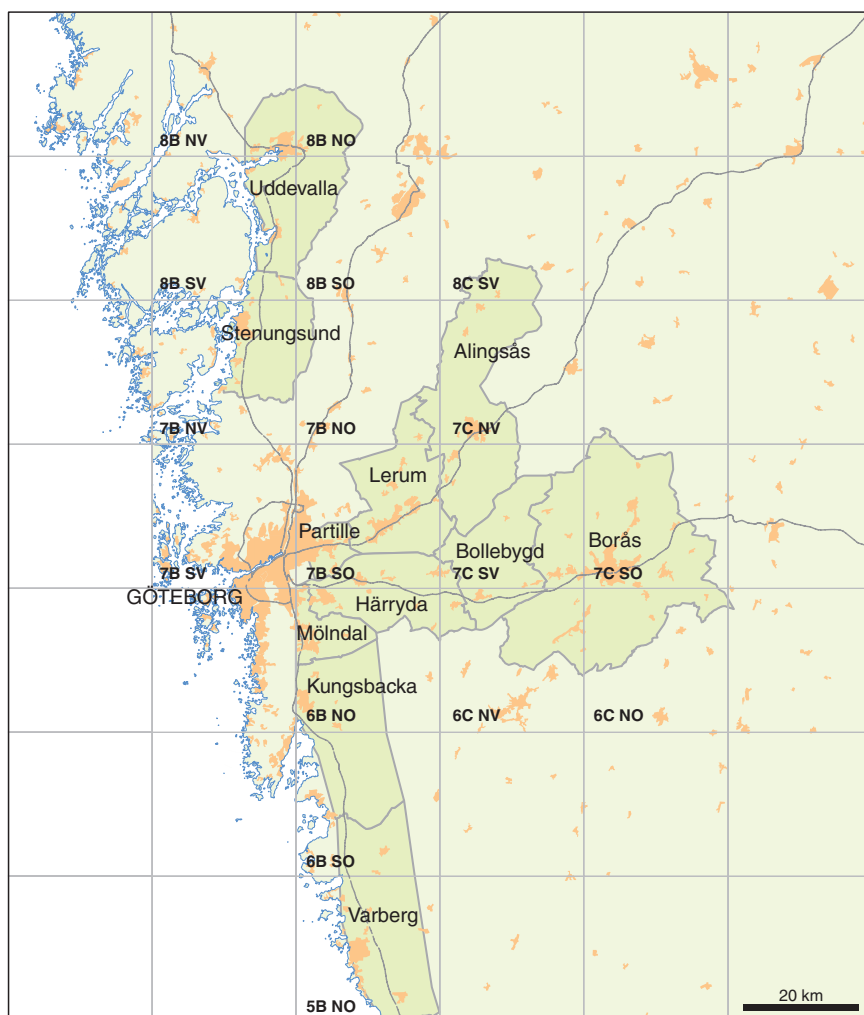 8B NV
8B NO
Uddevalla
8B SV
8B SO
8C SV
Stenungsund
Alingsås
7B NV
7B NO
7C NV
Lerum
Partille
Bollebygd
Borås
7B SV
7B SO
7C SV
7C SO
GÖTEBORG
Härryda
Mölndal
Kungsbacka
6B NO
6C NV
6C NO
6B SO
Varberg
5B NO
20 km